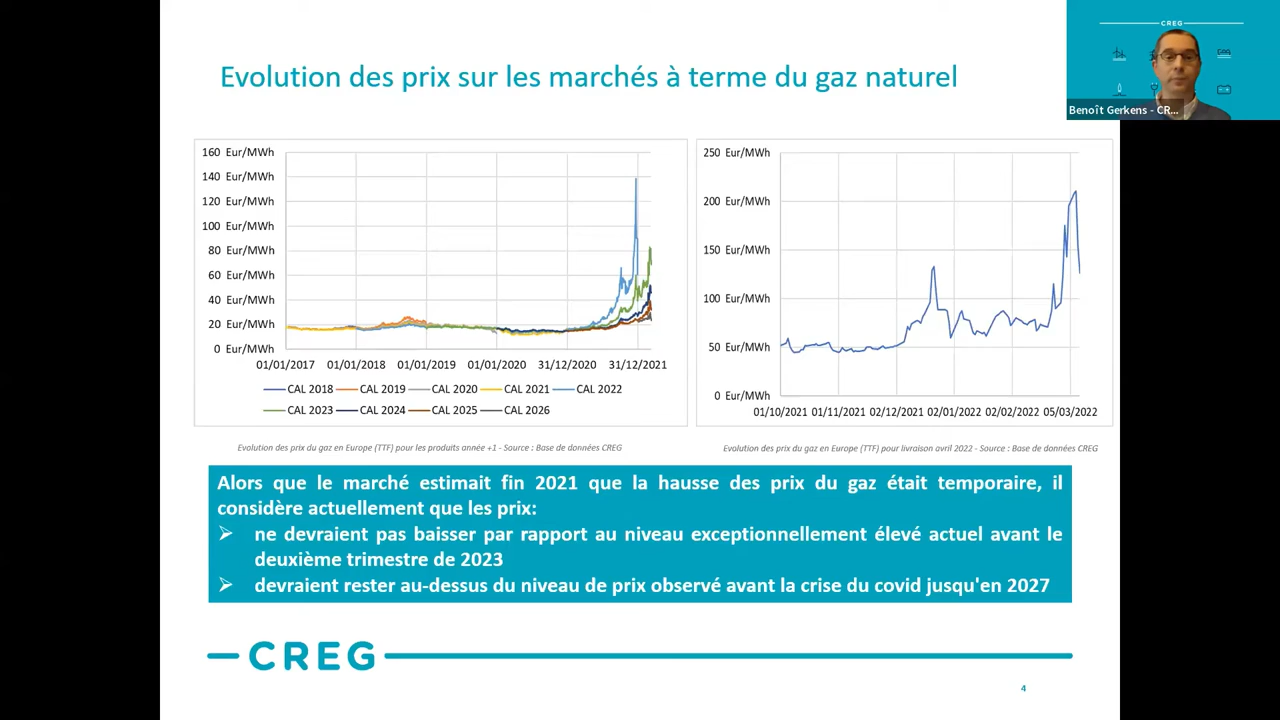 Evolution des prix sur les marchés à terme du gaz naturel
CREG
Benoît Gerkens - CR...
160 Eur/MWh
140 Eur/MWh
120 Eur/MWh
100 Eur/MWh
80 Eur/MWh
60 Eur/MWh
40 Eur/MWh
20 Eur/MWh
0 Eur/MWh
01/01/2017 01/01/2018 01/01/2019 01/01/2020 31/12/2020 31/12/2021
CAL 2018 CAL 2019 CAL 2020 CAL 2021 CAL 2022
CAL 2023 CAL 2024 CAL 2025 CAL 2026
250 Eur/MWh
200 Eur/MWh
150 Eur/MWh
100 Eur/MWh
50 Eur/MWh
0 Eur/MWh
01/10/2021 01/11/2021 02/12/2021 02/01/2022 02/02/2022 05/03/2022
Evolution des prix du gaz en Europe (TTF) pour les produits année +1 - Source : Base de données CREG
Evolution des prix du gaz en Europe (TTF) pour livraison avril 2022 - Source : Base de données CREG
Alors que le marché estimait fin 2021 que la hausse des prix du gaz était temporaire, il
considère actuellement que les prix:
ne devraient pas baisser par rapport au niveau exceptionnellement élevé actuel avant le
deuxième trimestre de 2023
devraient rester au-dessus du niveau de prix observé avant la crise du covid jusqu'en 2027
CREG
4